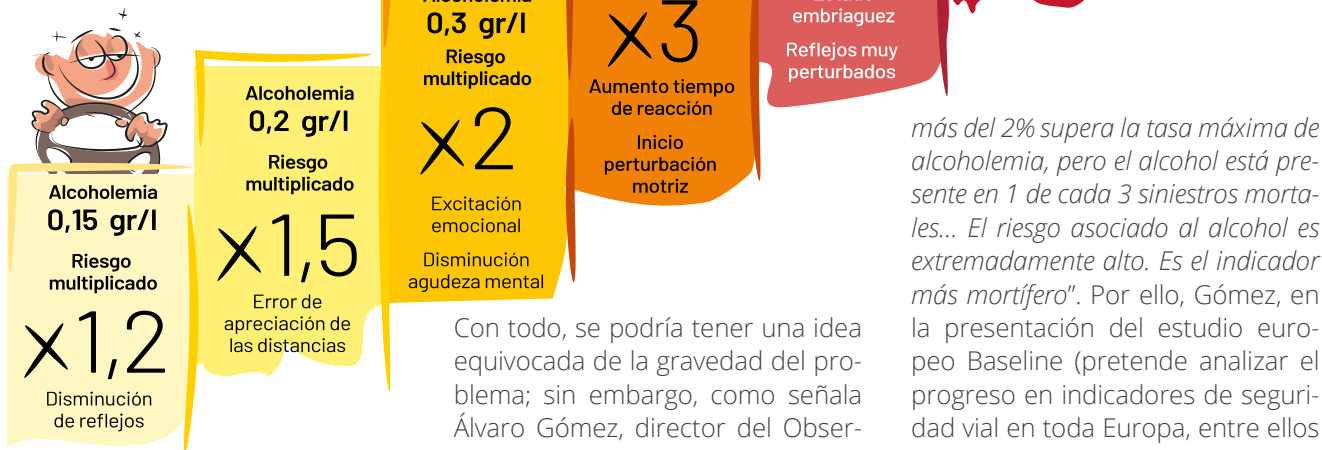 Alcoholemia
0,15 gr/l
Riesgo
multiplicado
×1,2
Disminución
de reflejos
Alcoholemia
0,2 gr/l
Riesgo
multiplicado
×1,5
Error de
apreciación de
las distancias
0,3 gr/l
Riesgo
multiplicado
×2
Excitación
emocional
Disminución
agudeza mental
×3
Aumento tiempo
de reacción
Inicio
perturbación
motriz
embriaguez
Reflejos muy
perturbados
Con todo, se podría tener una idea
equivocada de la gravedad del pro-
blema; sin embargo, como señala
Álvaro Gómez, director del Obser-
más del 2% supera la tasa máxima de
alcoholemia, pero el alcohol está pre-
sente en 1 de cada 3 siniestros morta-
les... El riesgo asociado al alcohol es
extremadamente alto. Es el indicador
más mortífero”. Por ello, Gómez, en
la presentación del estudio euro-
peo Baseline (pretende analizar el
progreso en indicadores de seguri-
dad vial en toda Europa, entre ellos